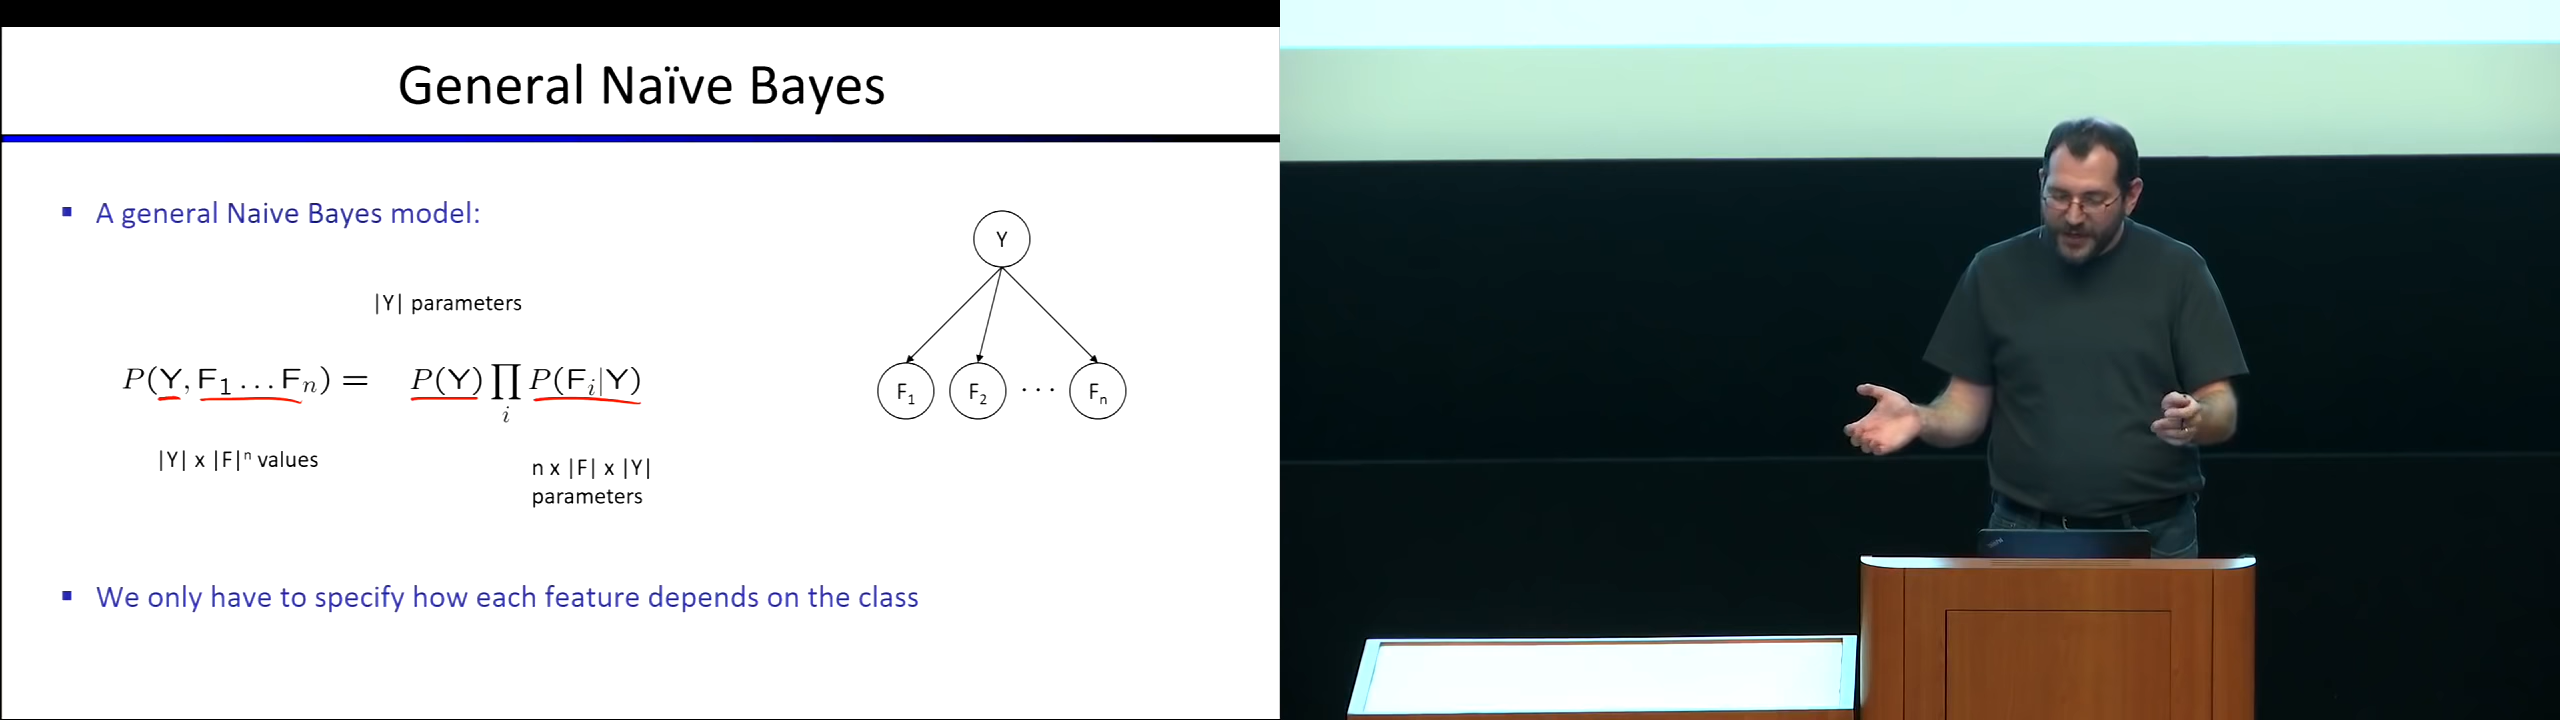 General Naïve Bayes
▪ A general Naive Bayes model:
|Y| parameters
P(Y, F₁ … Fₙ) = P(Y) ∏ᵢ P(Fᵢ|Y)
|Y| x |F|ⁿ values
n x |F| x |Y|
parameters
Y
F₁ F₂ … Fₙ
▪ We only have to specify how each feature depends on the class